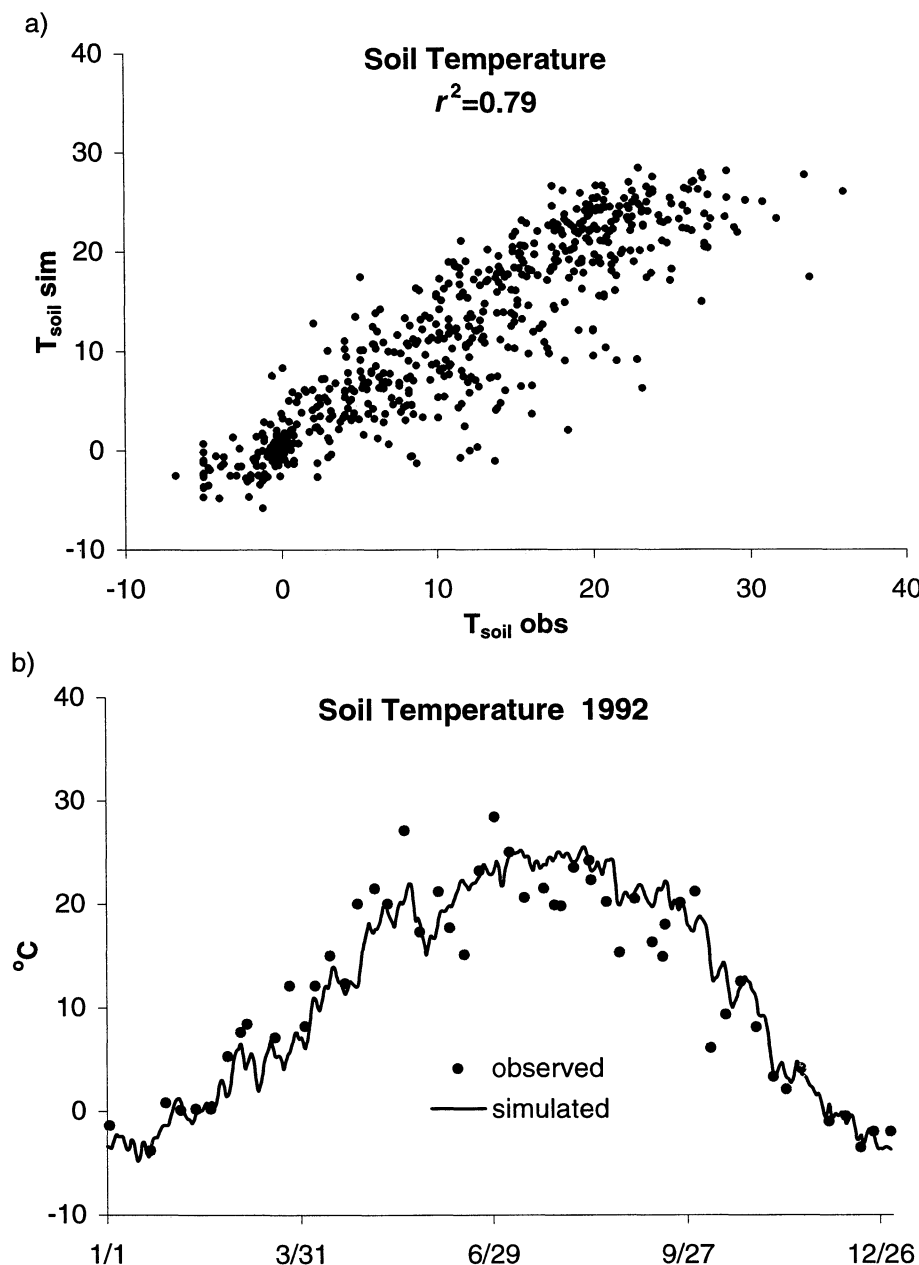 a)
Soil Temperature
r²=0.79
40
30
20
10
0
-10
T_soil sim
-10 0 10 20 30 40
T_soil obs
b)
Soil Temperature 1992
40
30
20
10
0
-10
°C
observed
simulated
1/1 3/31 6/29 9/27 12/26